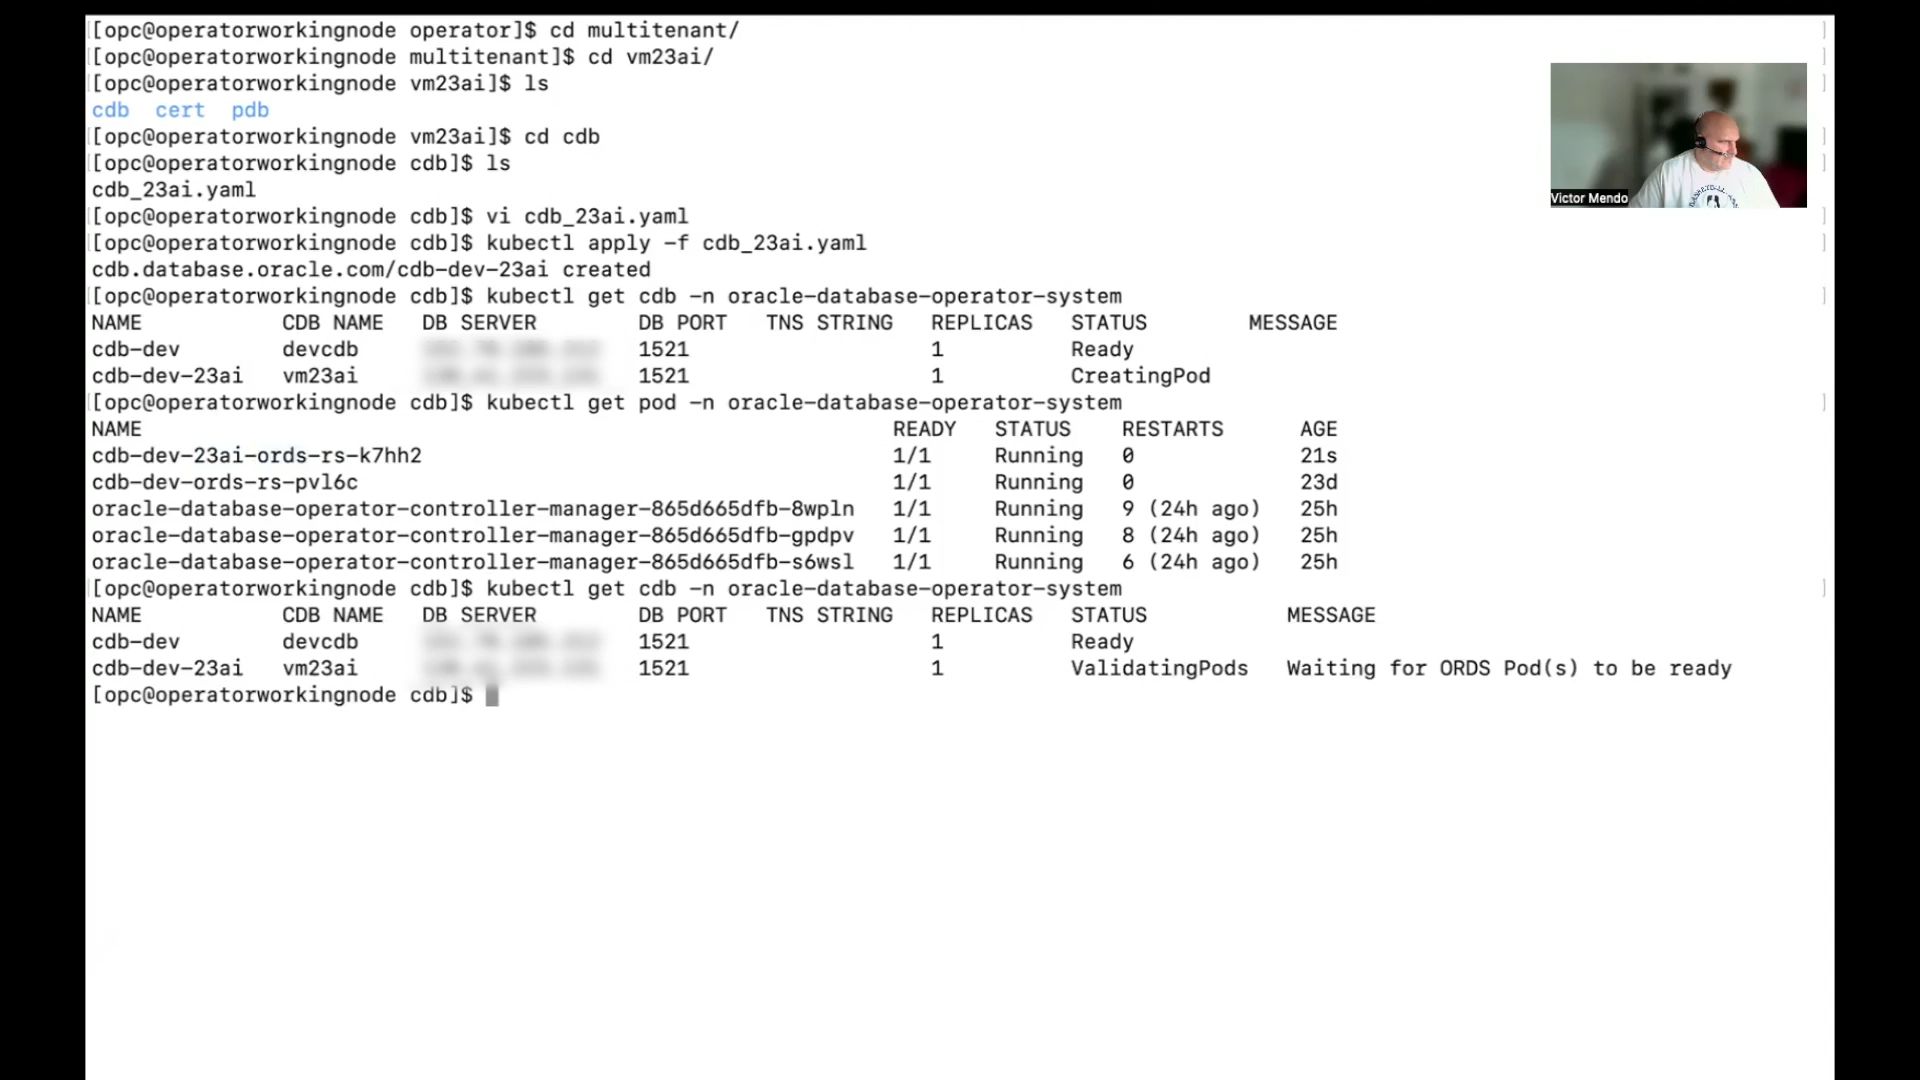 [opc@operatorworkingnode operator]$ cd multitenant/
[opc@operatorworkingnode multitenant]$ cd vm23ai/
[opc@operatorworkingnode vm23ai]$ ls
cdb cert pdb
[opc@operatorworkingnode vm23ai]$ cd cdb
[opc@operatorworkingnode cdb]$ ls
cdb_23ai.yaml
[opc@operatorworkingnode cdb]$ vi cdb_23ai.yaml
[opc@operatorworkingnode cdb]$ kubectl apply -f cdb_23ai.yaml
cdb.database.oracle.com/cdb-dev-23ai created
[opc@operatorworkingnode cdb]$ kubectl get cdb -n oracle-database-operator-system
NAME CDB NAME DB SERVER DB PORT TNS STRING REPLICAS STATUS MESSAGE
cdb-dev devcdb 1521 1 Ready
cdb-dev-23ai vm23ai 1521 1 CreatingPod
[opc@operatorworkingnode cdb]$ kubectl get pod -n oracle-database-operator-system
NAME READY STATUS RESTARTS AGE
cdb-dev-23ai-ords-rs-k7hh2 1/1 Running 0 21s
cdb-dev-ords-rs-pvl6c 1/1 Running 0 23d
oracle-database-operator-controller-manager-865d665dfb-8wpln 1/1 Running 9 (24h ago) 25h
oracle-database-operator-controller-manager-865d665dfb-gpdpv 1/1 Running 8 (24h ago) 25h
oracle-database-operator-controller-manager-865d665dfb-s6wsl 1/1 Running 6 (24h ago) 25h
[opc@operatorworkingnode cdb]$ kubectl get cdb -n oracle-database-operator-system
NAME CDB NAME DB SERVER DB PORT TNS STRING REPLICAS STATUS MESSAGE
cdb-dev devcdb 1521 1 Ready
cdb-dev-23ai vm23ai 1521 1 ValidatingPods Waiting for ORDS Pod(s) to be ready
[opc@operatorworkingnode cdb]$
Victor Mendo